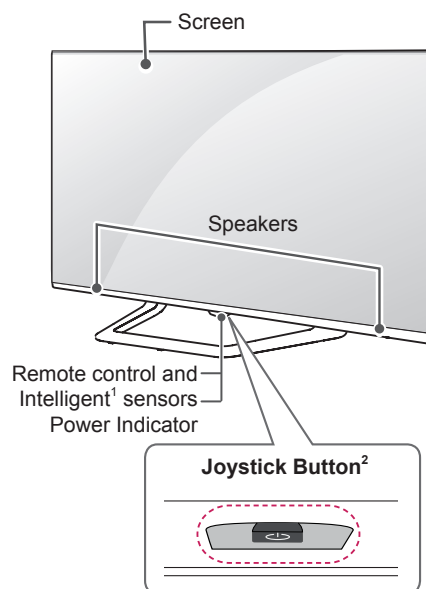 Screen
Speakers
Remote control and
Intelligent¹ sensors
Power Indicator
Joystick Button²